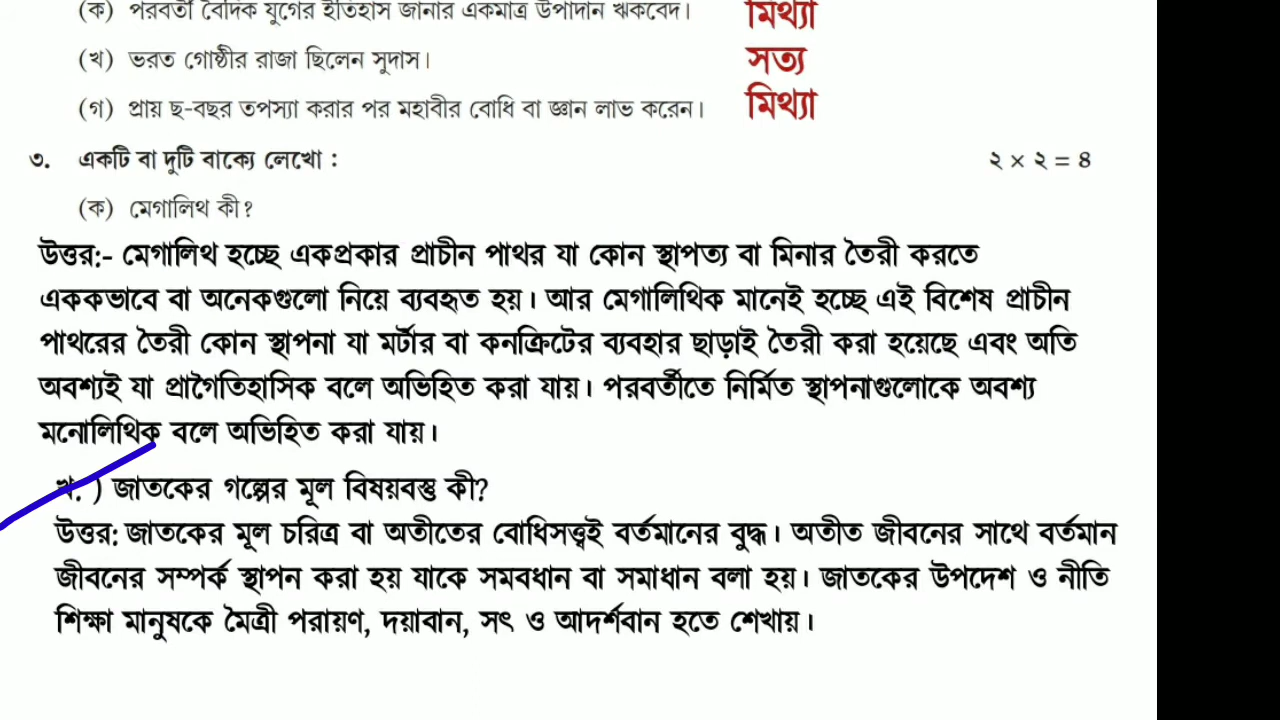 (ক) পরবর্তী বৈদিক যুগের ইতিহাস জানার একমাত্র উপাদান ঋকবেদ। মিথ্যা
(খ) ভরত গোষ্ঠীর রাজা ছিলেন সুদাস। সত্য
(গ) প্রায় ছ-বছর তপস্যা করার পর মহাবীর বোধি বা জ্ঞান লাভ করেন। মিথ্যা
৩. একটি বা দুটি বাক্যে লেখো : ২ × ২ = ৪
(ক) মেগালিথ কী?
উত্তর:- মেগালিথ হচ্ছে একপ্রকার প্রাচীন পাথর যা কোন স্থাপত্য বা মিনার তৈরী করতে
এককভাবে বা অনেকগুলো নিয়ে ব্যবহৃত হয়। আর মেগালিথিক মানেই হচ্ছে এই বিশেষ প্রাচীন
পাথরের তৈরী কোন স্থাপনা যা মর্টার বা কনক্রিটের ব্যবহার ছাড়াই তৈরী করা হয়েছে এবং অতি
অবশ্যই যা প্রাগৈতিহাসিক বলে অভিহিত করা যায়। পরবর্তীতে নির্মিত স্থাপনাগুলোকে অবশ্য
মনোলিথিক বলে অভিহিত করা যায়।
খ. ) জাতকের গল্পের মূল বিষয়বস্তু কী?
উত্তর: জাতকের মূল চরিত্র বা অতীতের বোধিসত্ত্বই বর্তমানের বুদ্ধ। অতীত জীবনের সাথে বর্তমান
জীবনের সম্পর্ক স্থাপন করা হয় যাকে সমবধান বা সমাধান বলা হয়। জাতকের উপদেশ ও নীতি
শিক্ষা মানুষকে মৈত্রী পরায়ণ, দয়াবান, সৎ ও আদর্শবান হতে শেখায়।